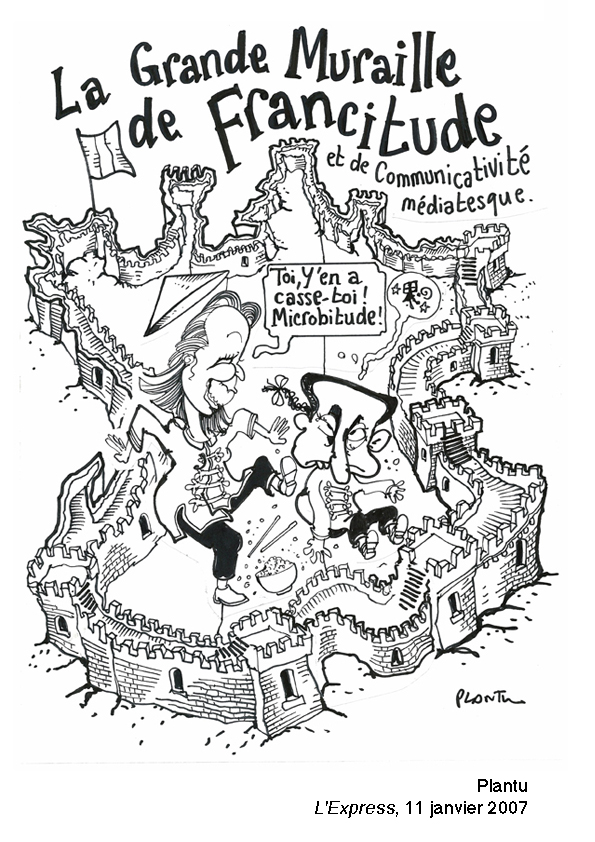 La Grande Muraille
de Francitude
et de Communicativité
médiatesque.
Toi, Y'en a
casse-toi !
Microbitude !
PLANTU
Plantu
L'Express, 11 janvier 2007